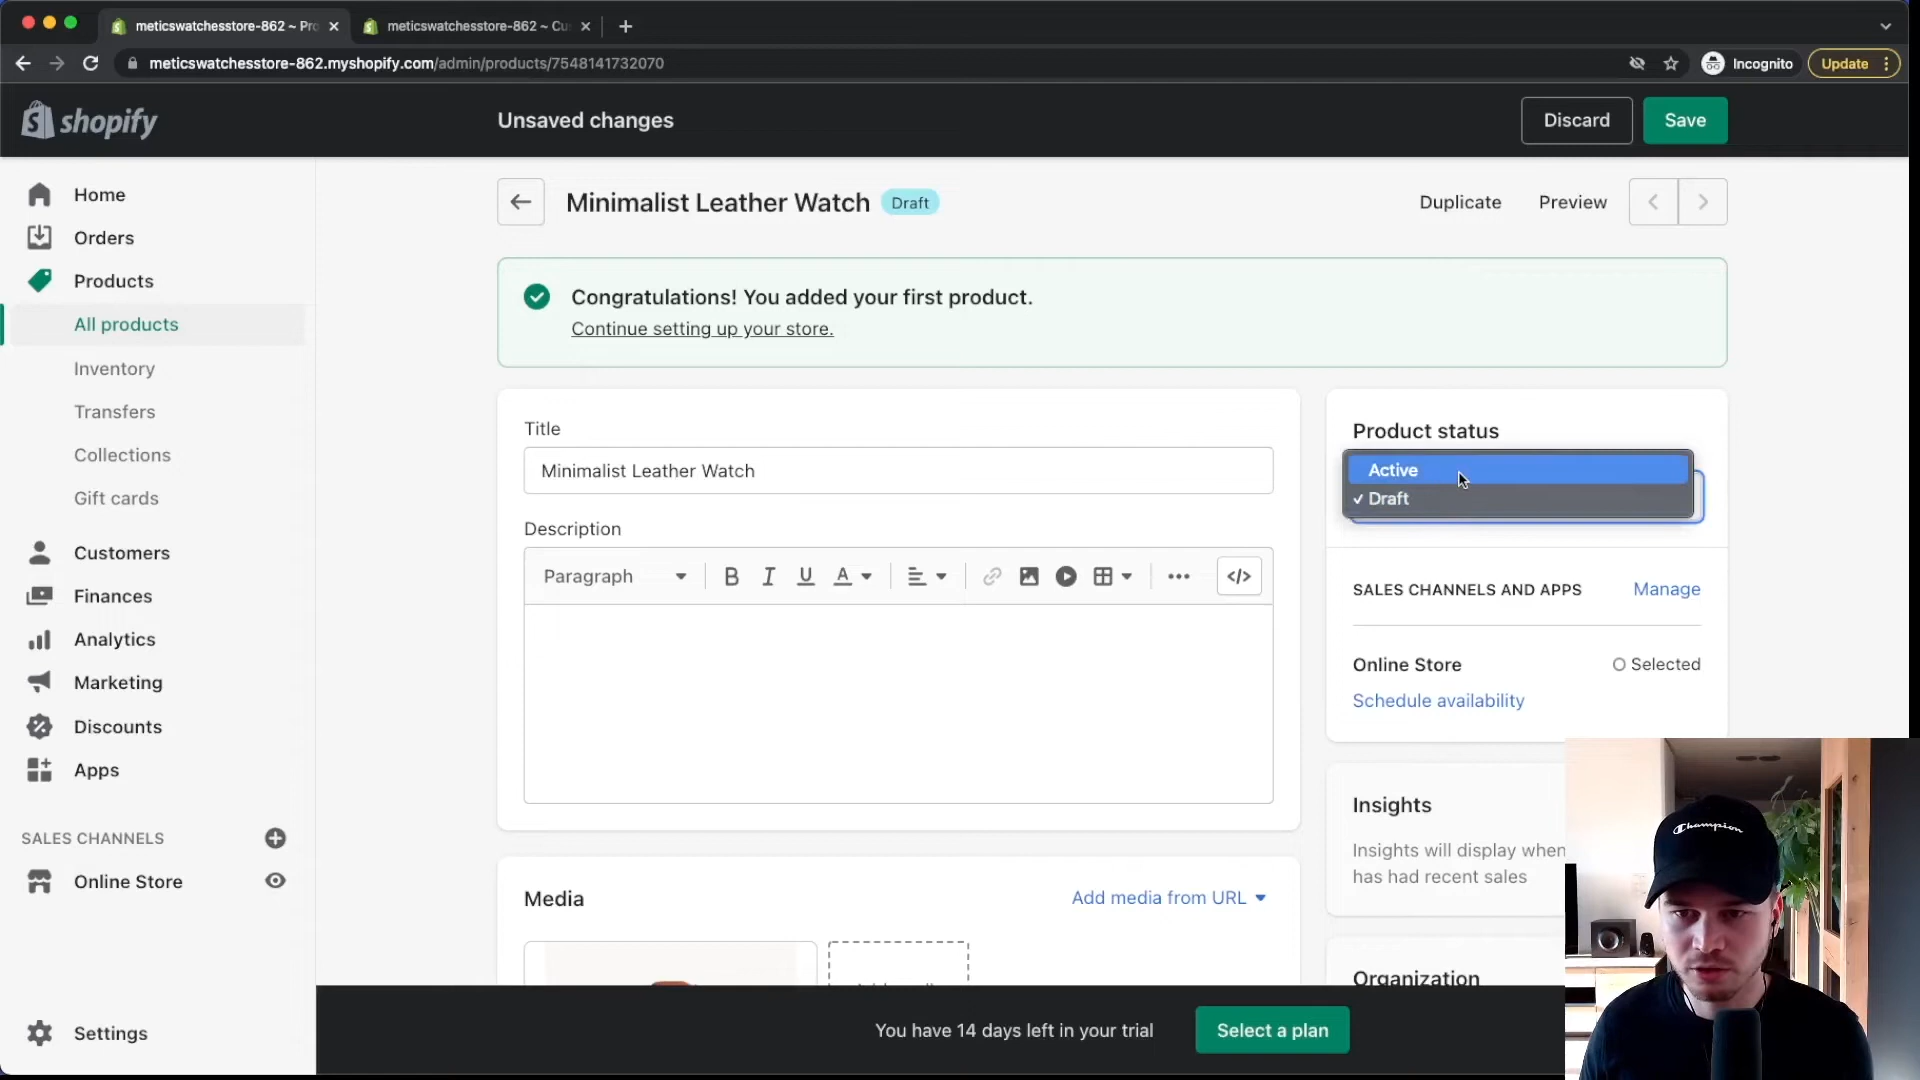 meticswatchesstore-862 ~ Pro
meticswatchesstore-862 ~ Cu
meticswatchesstore-862.myshopify.com/admin/products/7548141732070
Incognito
Update
shopify
Unsaved changes
Discard
Save
Home
Orders
Products
All products
Inventory
Transfers
Collections
Gift cards
Customers
Finances
Analytics
Marketing
Discounts
Apps
SALES CHANNELS
Online Store
Settings
Minimalist Leather Watch
Draft
Duplicate
Preview
Congratulations! You added your first product.
Continue setting up your store.
Title
Minimalist Leather Watch
Description
Paragraph
B I U A
Media
Add media from URL
Product status
Active
✓ Draft
SALES CHANNELS AND APPS
Manage
Online Store
Selected
Schedule availability
Insights
Insights will display when
has had recent sales
Organization
Champion
You have 14 days left in your trial
Select a plan